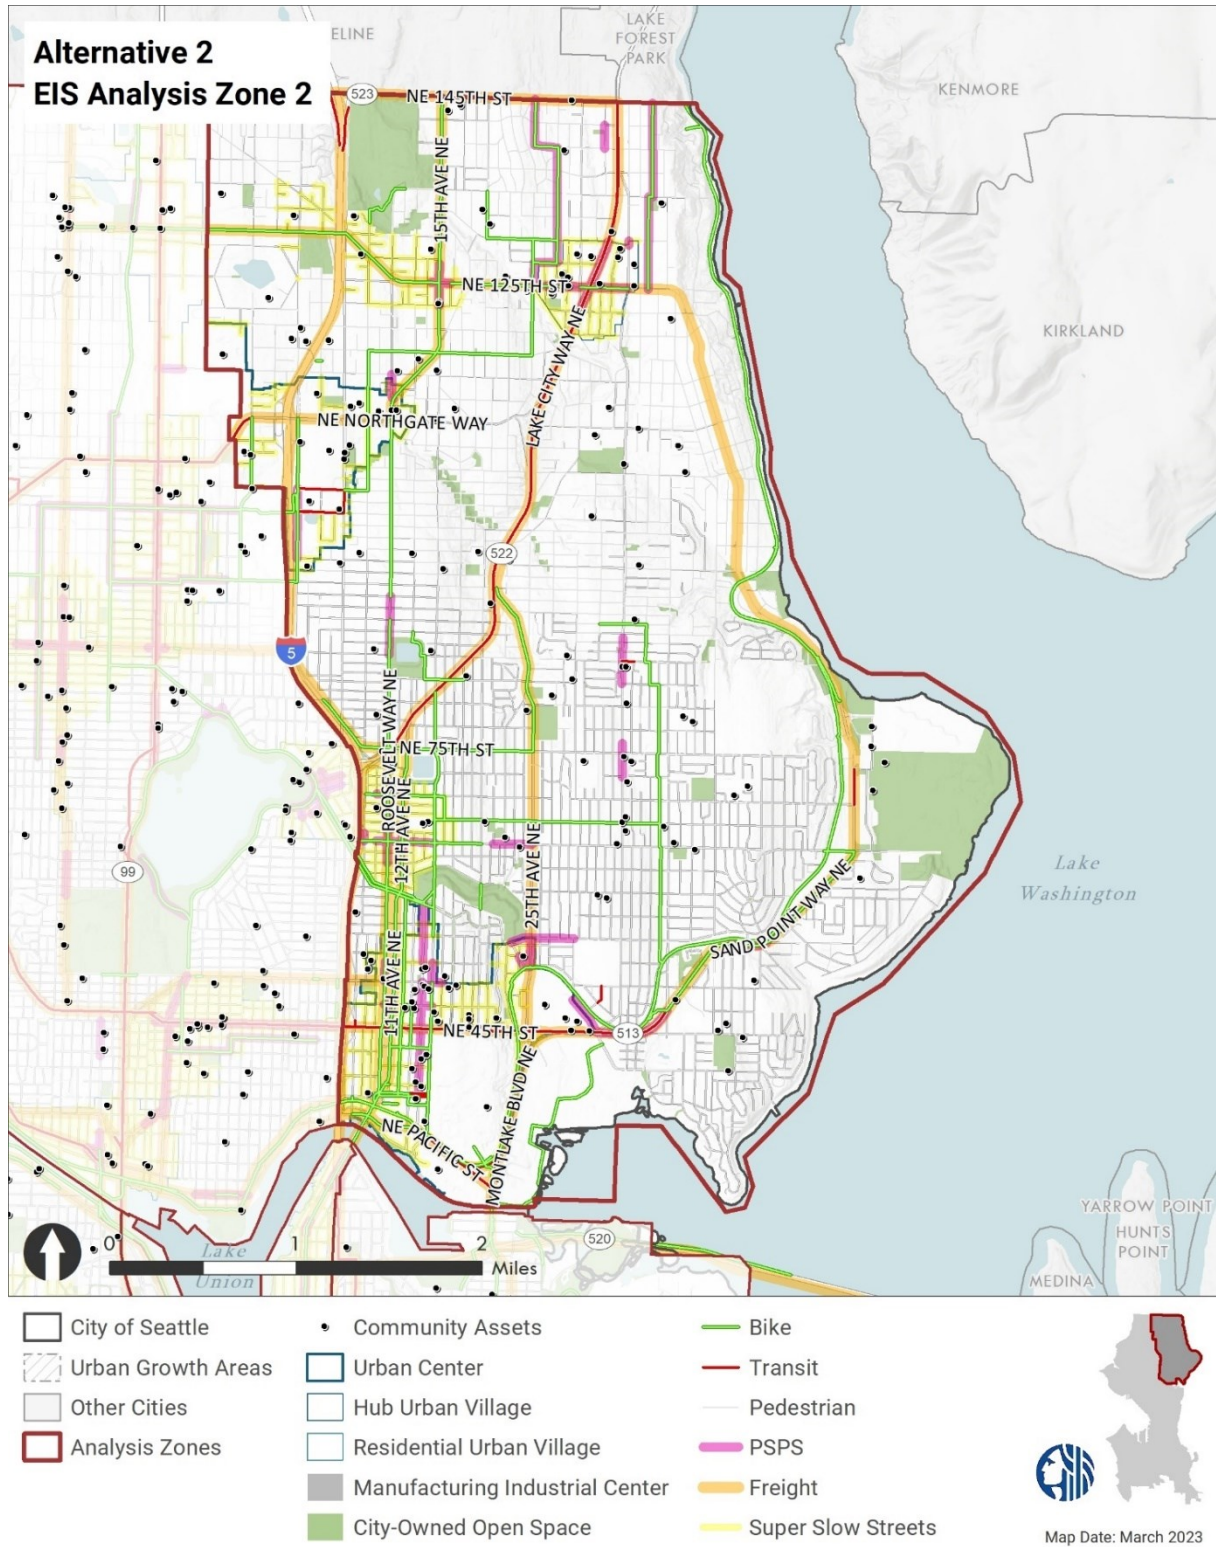 Alternative 2
EIS Analysis Zone 2
ELINE
LAKE
FOREST
PARK
KENMORE
523
NE 145TH ST
15TH AVE NE
NE 125TH ST
KIRKLAND
LAKE CITY WAY NE
NE NORTHGATE WAY
522
5
ROOSEVELT WAY NE
NE 75TH ST
12TH AVE NE
25TH AVE NE
99
Lake
Washington
SAND POINT WAY NE
11TH AVE NE
NE 45TH ST
513
MONTLAKE BLVD NE
NE PACIFIC ST
YARROW POINT
HUNTS
POINT
MEDINA
520
0 1 2 Miles
Lake
Union
City of Seattle
Urban Growth Areas
Other Cities
Analysis Zones
Community Assets
Urban Center
Hub Urban Village
Residential Urban Village
Manufacturing Industrial Center
City-Owned Open Space
Bike
Transit
Pedestrian
PSPS
Freight
Super Slow Streets
Map Date: March 2023